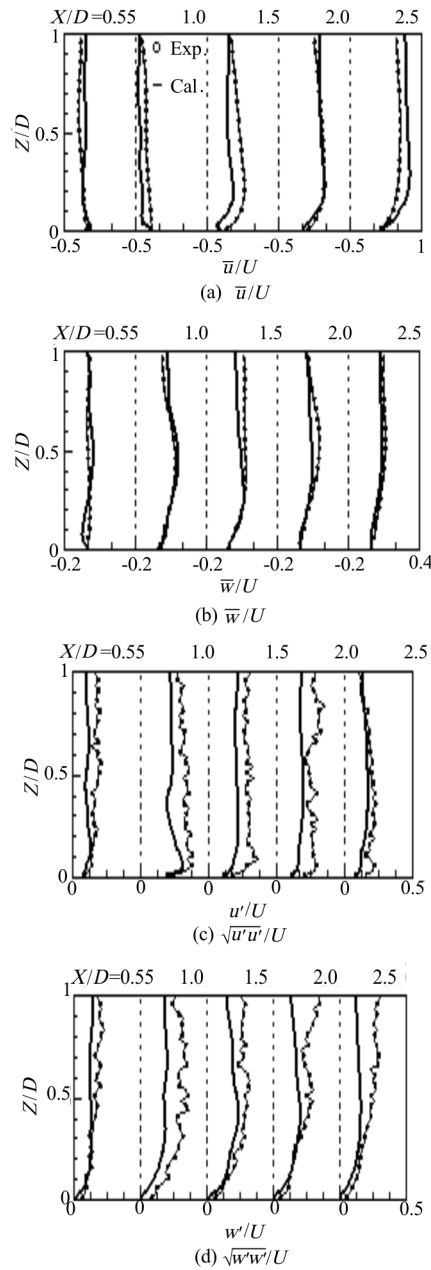 X/D=0.55 1.0 1.5 2.0 2.5
1
Exp.
Cal.
0.5
Z/D
0
-0.5 -0.5 -0.5 -0.5 -0.5 1
u̅/U
(a) u̅/U
X/D=0.55 1.0 1.5 2.0 2.5
1
0.5
Z/D
0
-0.2 -0.2 -0.2 -0.2 -0.2 0.4
w̅/U
(b) w̅/U
X/D=0.55 1.0 1.5 2.0 2.5
1
0.5
Z/D
0
0 0 0 0 0 0.5
u'/U
(c) √u'u'/U
X/D=0.55 1.0 1.5 2.0 2.5
1
0.5
Z/D
0
0 0 0 0 0 0.5
w'/U
(d) √w'w'/U